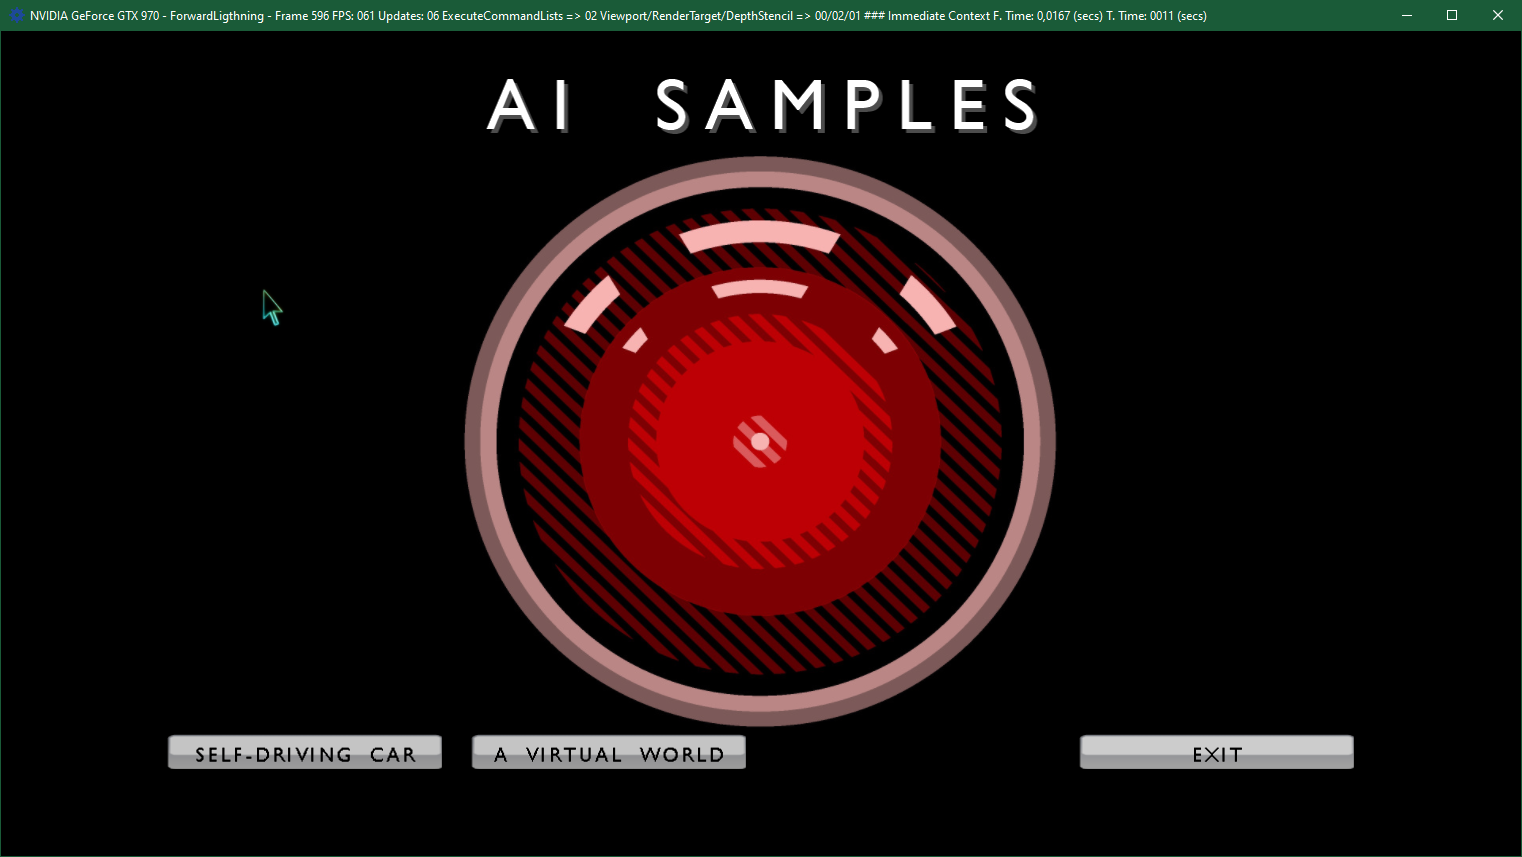 NVIDIA GeForce GTX 970 - ForwardLigthning - Frame 596 FPS: 061 Updates: 06 ExecuteCommandLists => 02 Viewport/RenderTarget/DepthStencil => 00/02/01 ### Immediate Context F. Time: 0,0167 (secs) T. Time: 0011 (secs)
AI SAMPLES
SELF-DRIVING CAR
A VIRTUAL WORLD
EXIT